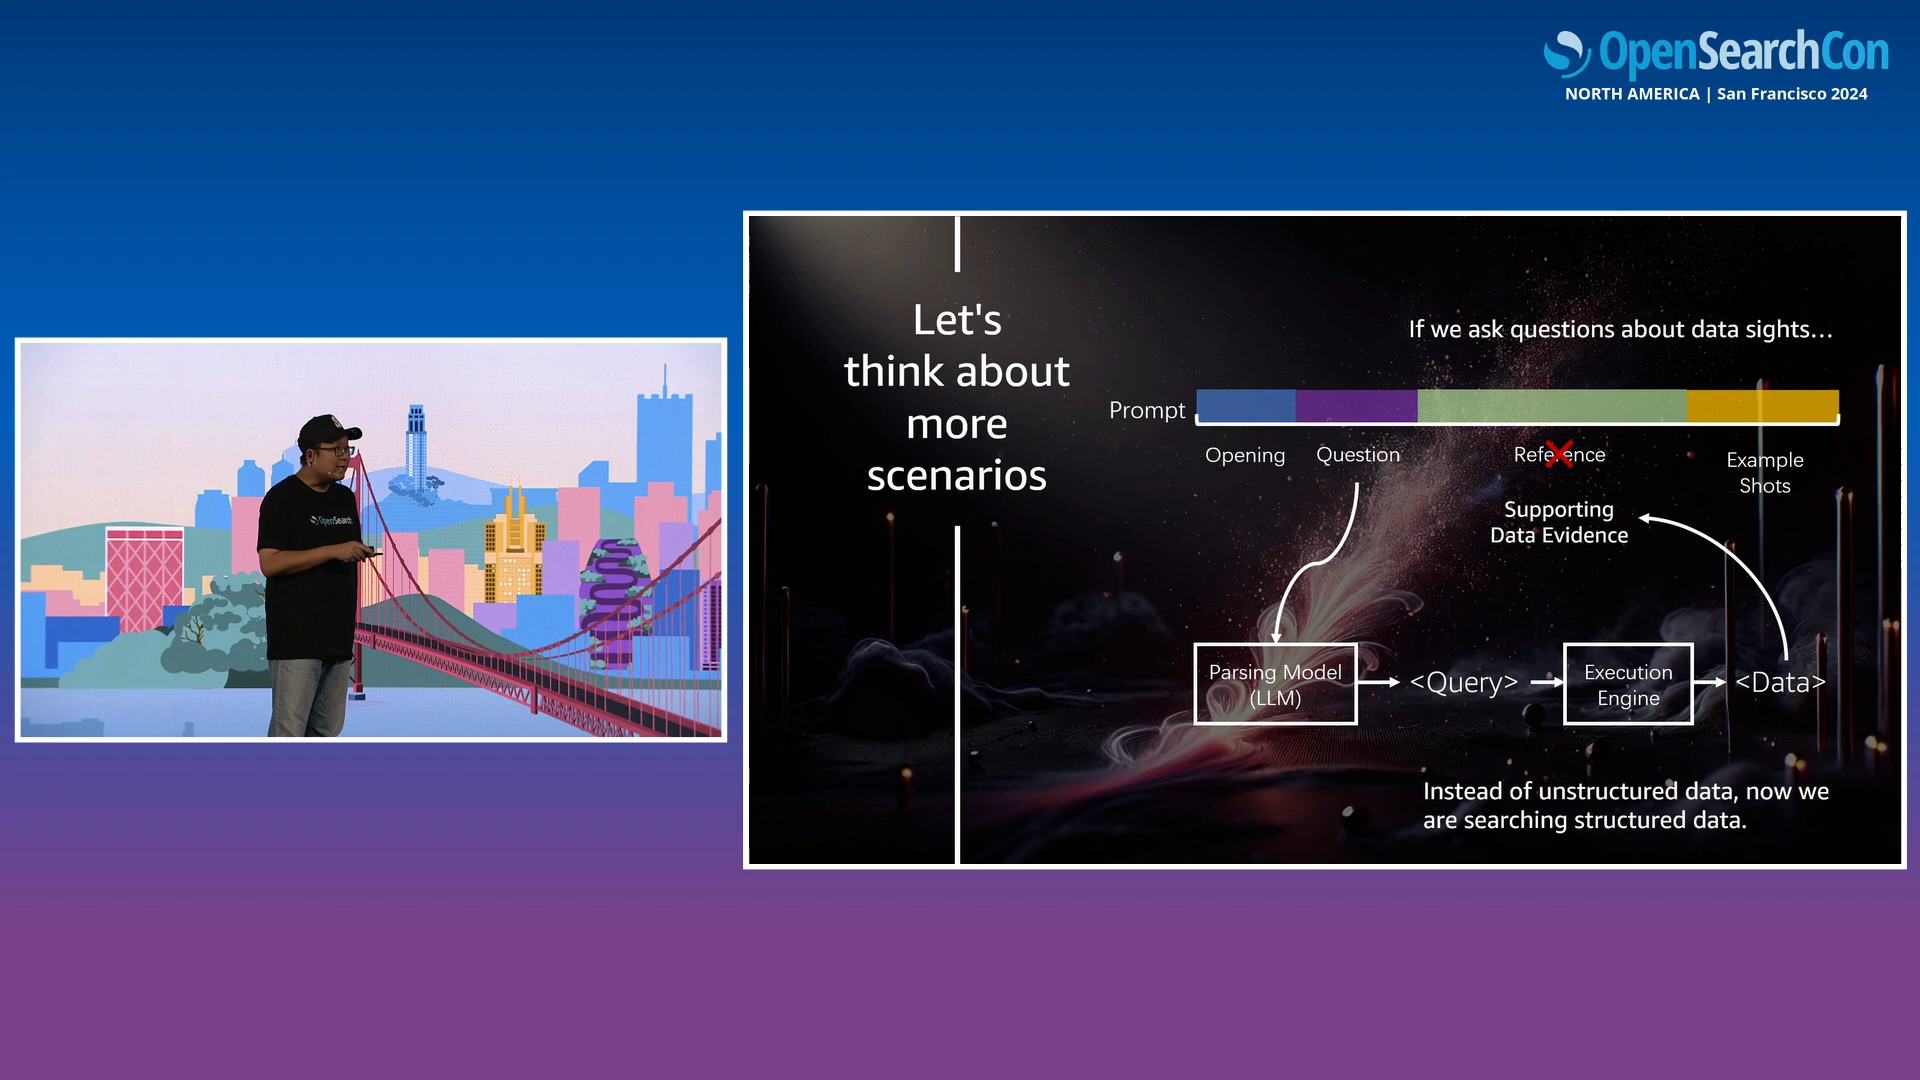 OpenSearchCon
NORTH AMERICA | San Francisco 2024
OpenSearch
Let's
think about
more
scenarios
If we ask questions about data sights...
Prompt
Opening
Question
Reference
Example
Shots
Supporting
Data Evidence
Parsing Model
(LLM)
<Query>
Execution
Engine
<Data>
Instead of unstructured data, now we
are searching structured data.